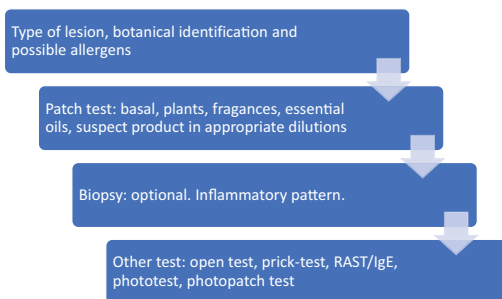 Type of lesion, botanical identification and
possible allergens
Patch test: basal, plants, fragances, essential
oils, suspect product in appropriate dilutions
Biopsy: optional. Inflammatory pattern.
Other test: open test, prick-test, RAST/IgE,
phototest, photopatch test